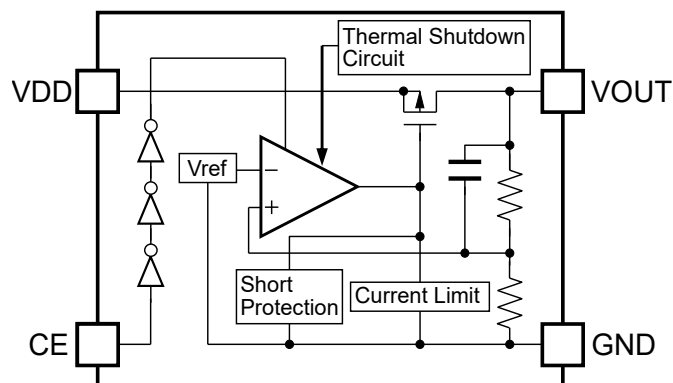 Thermal Shutdown
Circuit
VDD
VOUT
Vref
−
+
Short
Protection
Current Limit
CE
GND